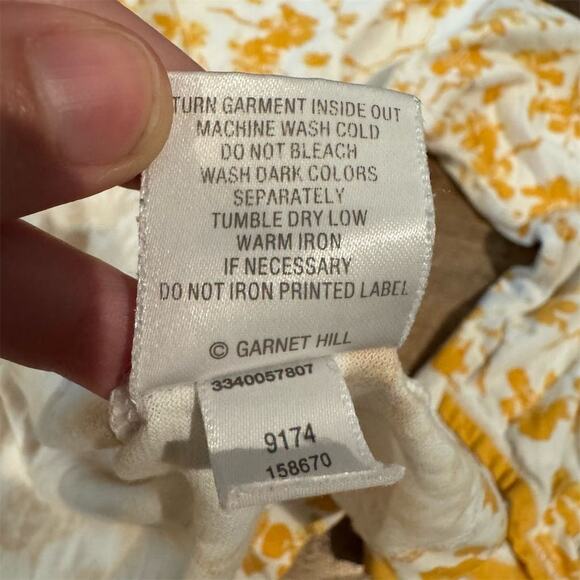 TURN GARMENT INSIDE OUT
MACHINE WASH COLD
DO NOT BLEACH
WASH DARK COLORS
SEPARATELY
TUMBLE DRY LOW
WARM IRON
IF NECESSARY
DO NOT IRON PRINTED LABEL
© GARNET HILL
3340057807
9174
158670